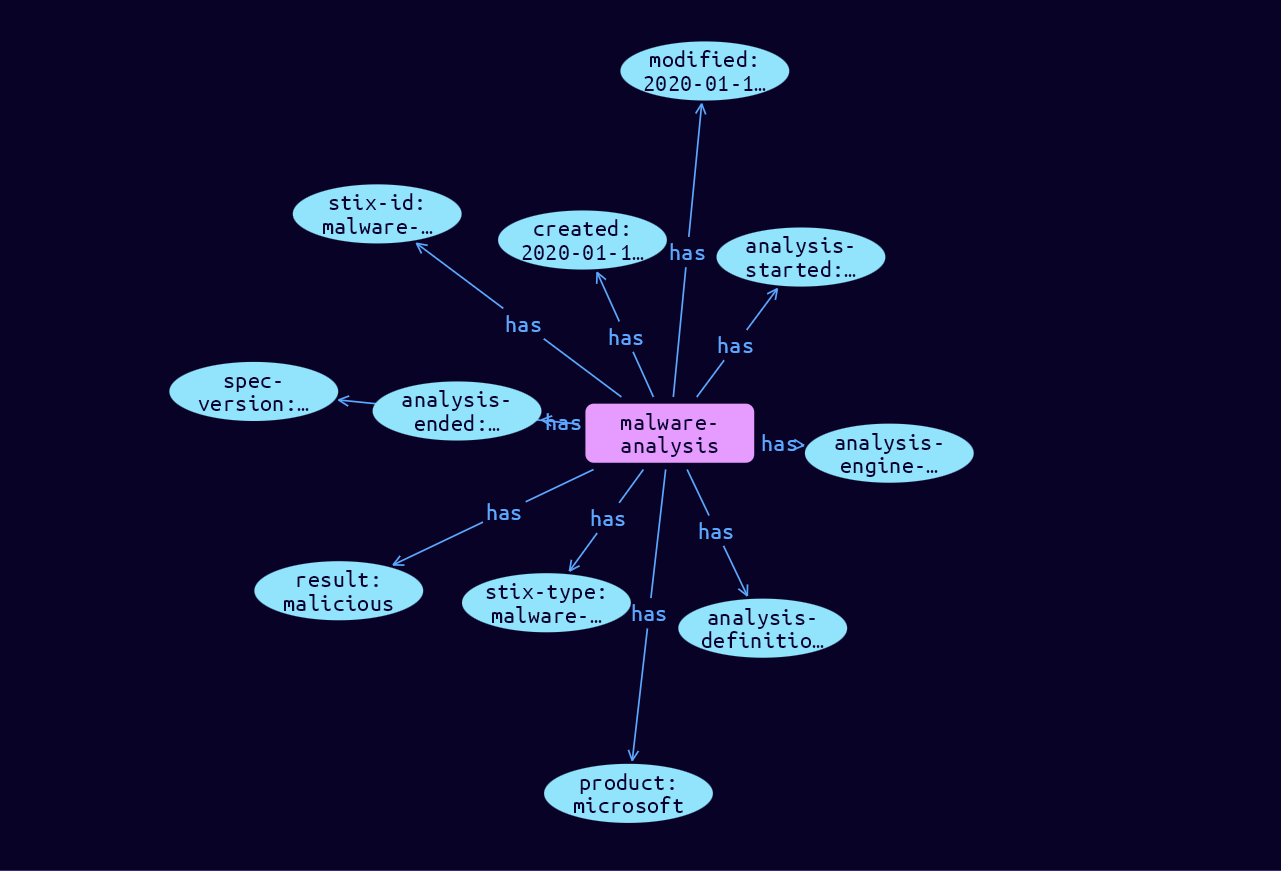 modified:
2020-01-1…
stix-id:
malware-…
created:
2020-01-1…
analysis-
started:…
has
has
has
has
spec-
version:…
analysis-
ended:…
has
malware-
analysis
has
analysis-
engine-…
has
has
has
result:
malicious
stix-type:
malware-…
has
analysis-
definitio…
product:
microsoft